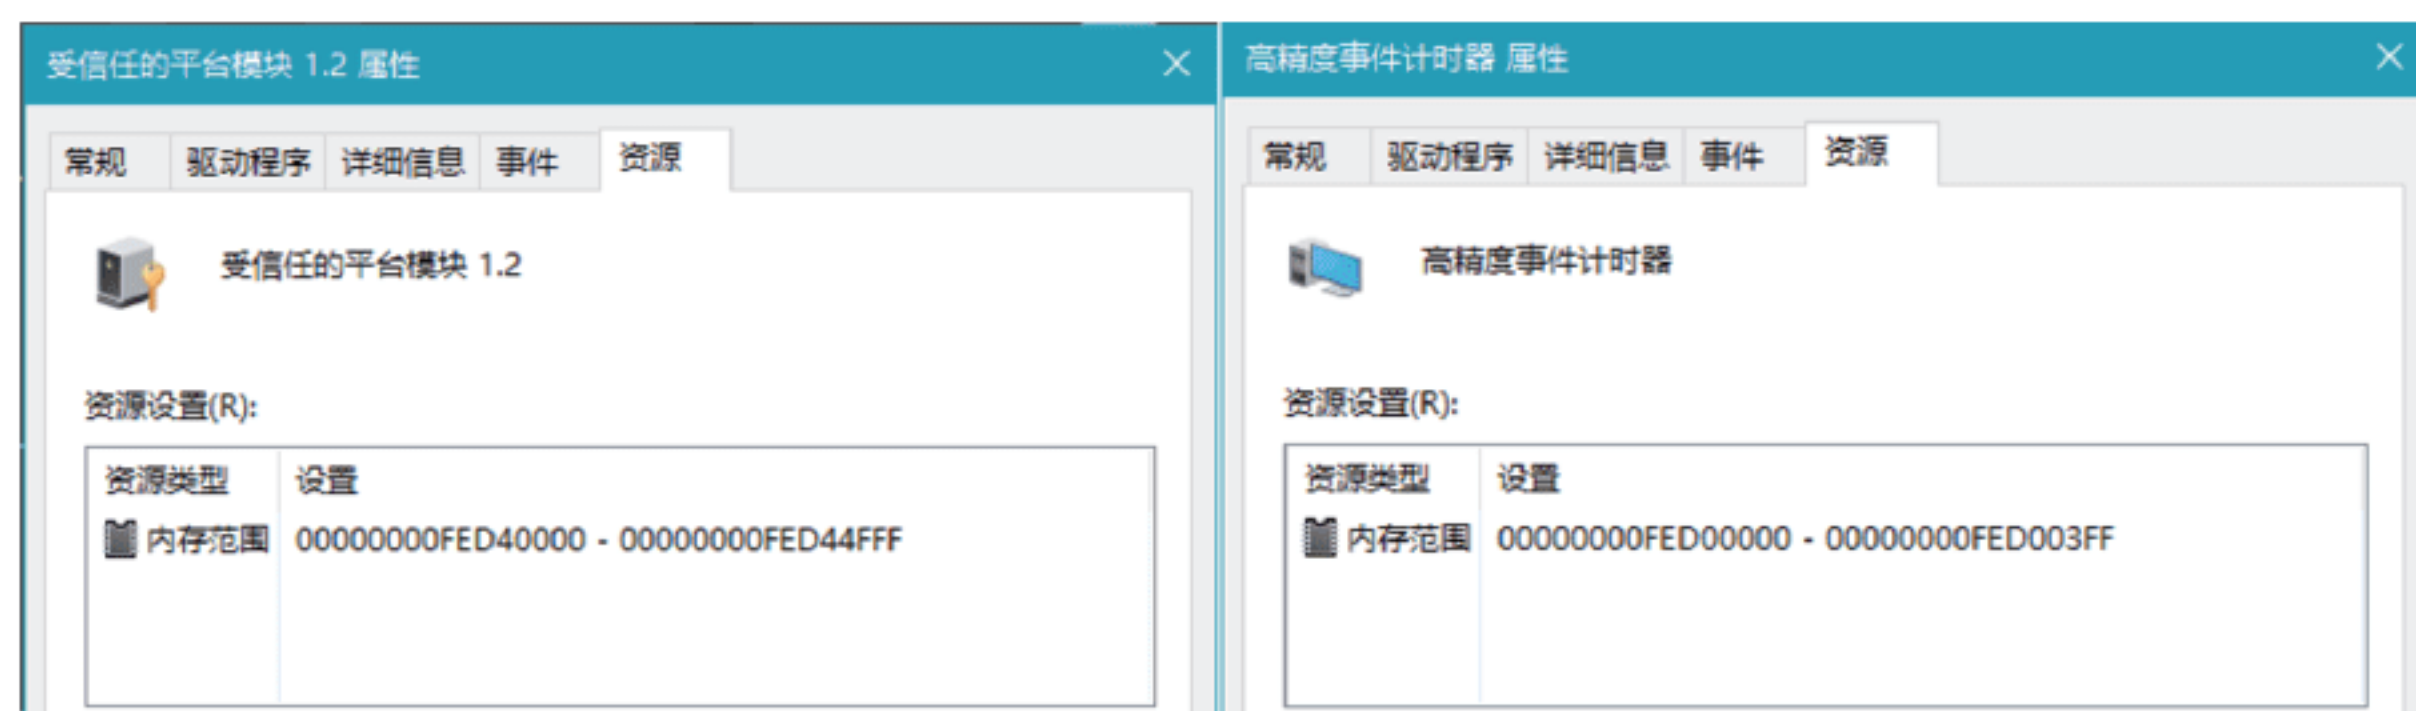 受信任的平台模块 1.2 属性
常规 驱动程序 详细信息 事件 资源
受信任的平台模块 1.2
资源设置(R):
资源类型 设置
内存范围 00000000FED40000 - 00000000FED44FFF
高精度事件计时器 属性
常规 驱动程序 详细信息 事件 资源
高精度事件计时器
资源设置(R):
资源类型 设置
内存范围 00000000FED00000 - 00000000FED003FF